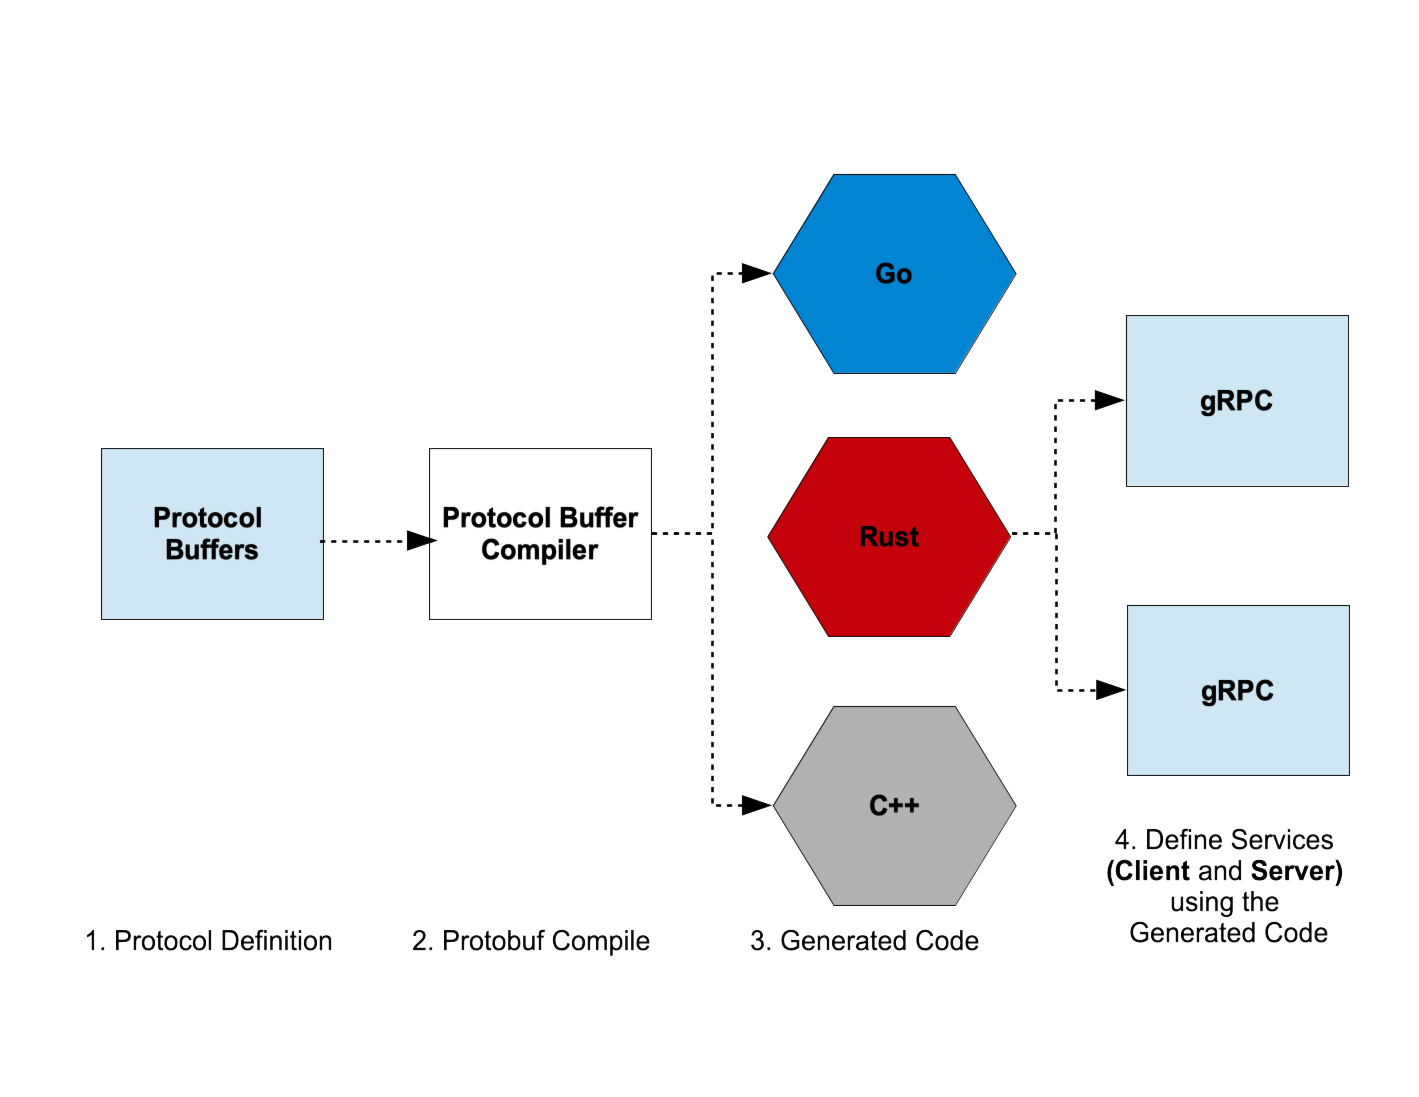 Go
gRPC
Protocol
Buffers
Protocol Buffer
Compiler
Rust
gRPC
C++
1. Protocol Definition
2. Protobuf Compile
3. Generated Code
4. Define Services
(Client and Server)
using the
Generated Code